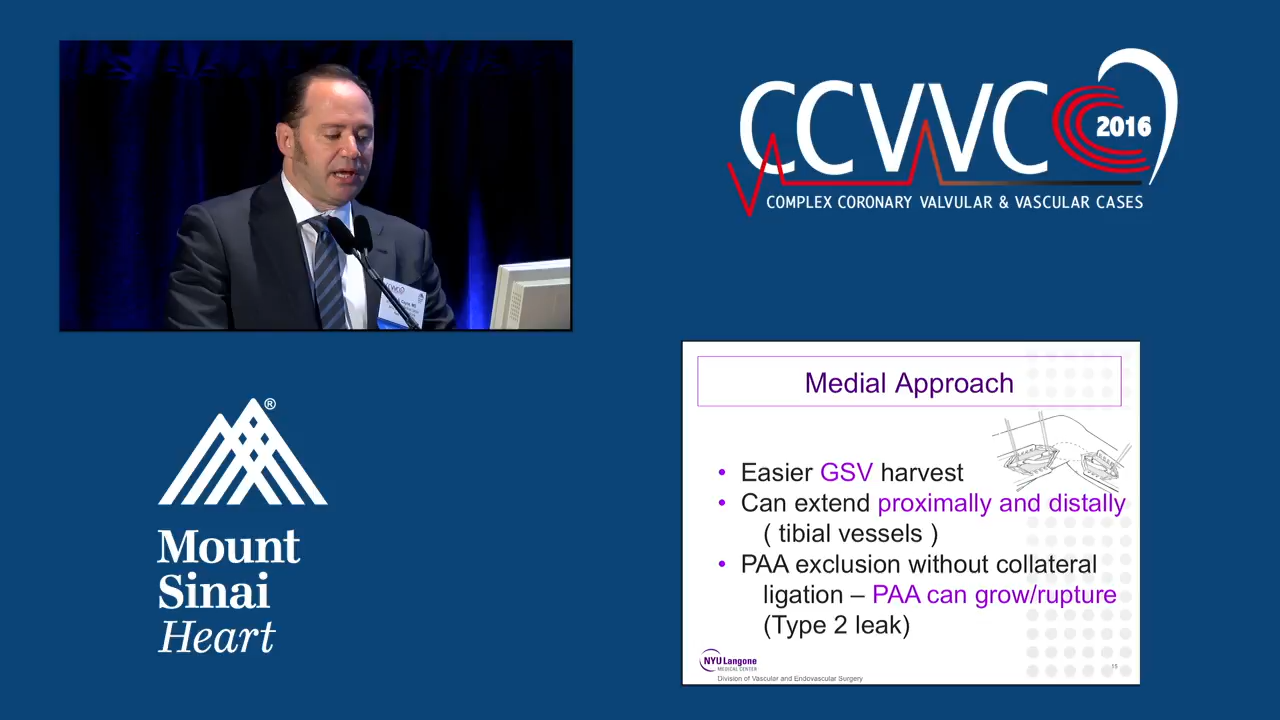 CCVVC
2016
COMPLEX CORONARY VALVULAR & VASCULAR CASES
Mount
Sinai
Heart
®
Medial Approach
• Easier GSV harvest
• Can extend proximally and distally
( tibial vessels )
• PAA exclusion without collateral
ligation – PAA can grow/rupture
(Type 2 leak)
NYU Langone
MEDICAL CENTER
Division of Vascular and Endovascular Surgery
15